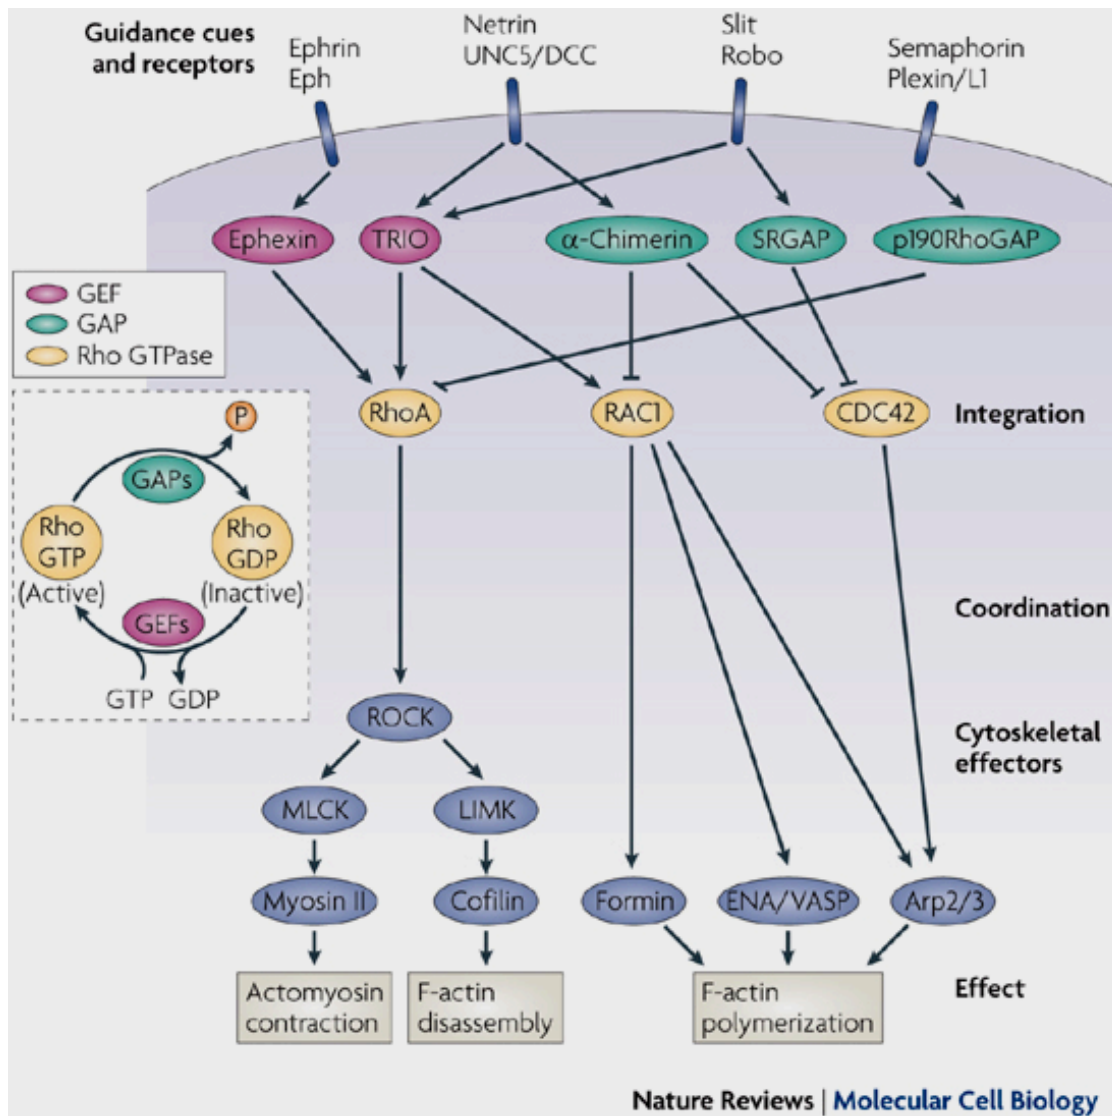 Guidance cues
and receptors
Ephrin
Eph
Netrin
UNC5/DCC
Slit
Robo
Semaphorin
Plexin/L1
Ephexin
TRIO
α-Chimerin
SRGAP
p190RhoGAP
GEF
GAP
Rho GTPase
RhoA
RAC1
CDC42
Integration
P
GAPs
Rho
GTP
(Active)
Rho
GDP
(Inactive)
GEFs
GTP
GDP
Coordination
ROCK
Cytoskeletal
effectors
MLCK
LIMK
Myosin II
Cofilin
Formin
ENA/VASP
Arp2/3
Actomyosin
contraction
F-actin
disassembly
F-actin
polymerization
Effect
Nature Reviews | Molecular Cell Biology